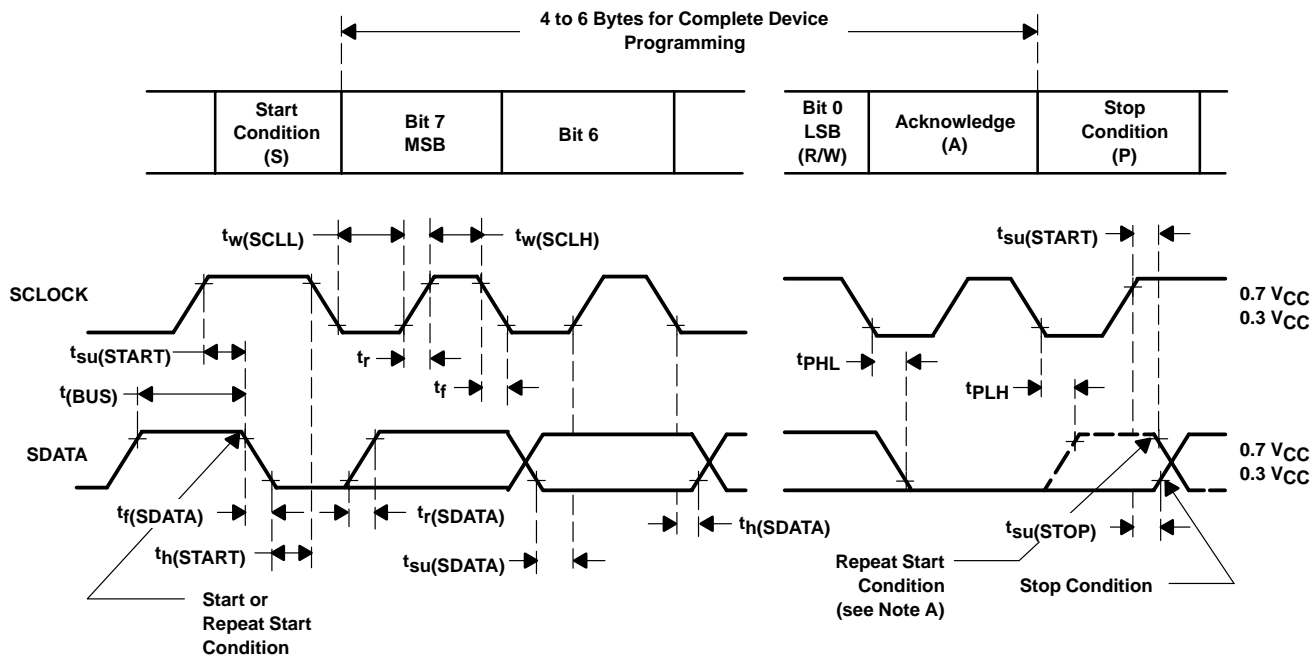 4 to 6 Bytes for Complete Device
Programming
Start
Condition
(S)
Bit 7
MSB
Bit 6
Bit 0
LSB
(R/W)
Acknowledge
(A)
Stop
Condition
(P)
tw(SCLL)
tw(SCLH)
tsu(START)
SCLOCK
0.7 VCC
0.3 VCC
tsu(START)
tr
tPHL
t(BUS)
tf
tPLH
SDATA
0.7 VCC
0.3 VCC
tf(SDATA)
tr(SDATA)
th(SDATA)
tsu(STOP)
th(START)
tsu(SDATA)
Repeat Start
Condition
(see Note A)
Stop Condition
Start or
Repeat Start
Condition